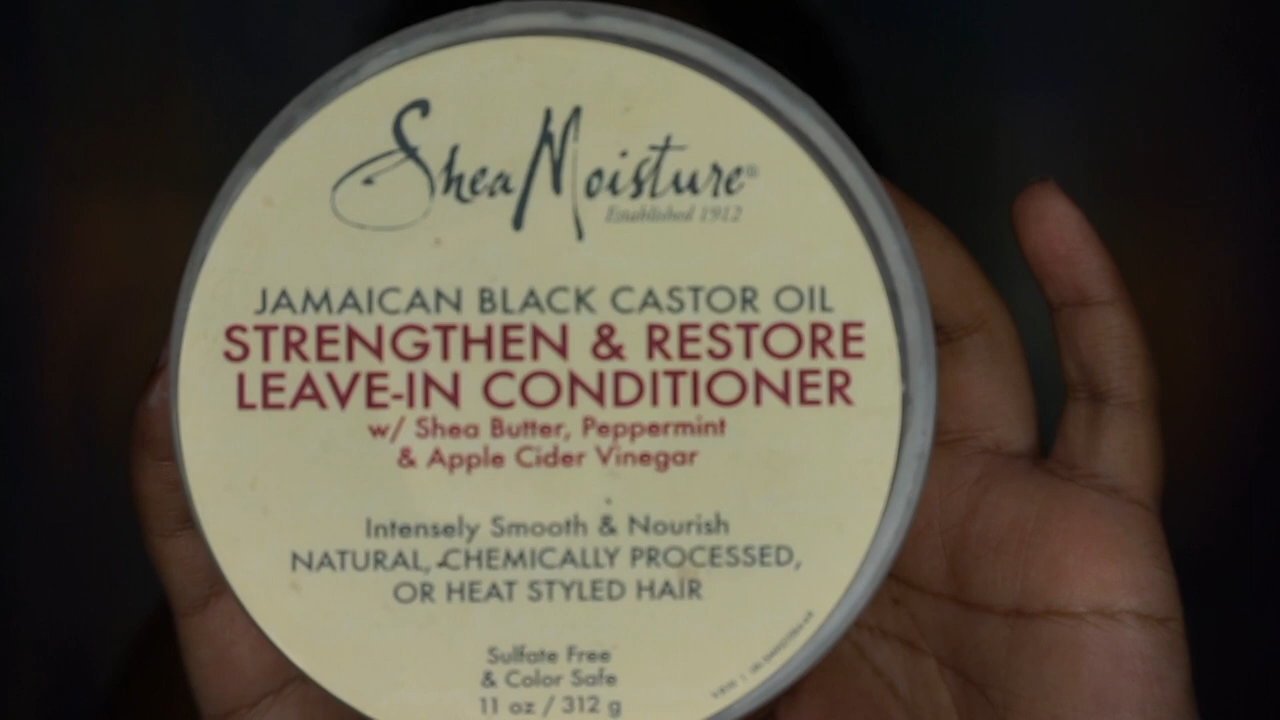 SheaMoisture®
Established 1912
JAMAICAN BLACK CASTOR OIL
STRENGTHEN & RESTORE
LEAVE-IN CONDITIONER
w/ Shea Butter, Peppermint
& Apple Cider Vinegar
Intensely Smooth & Nourish
NATURAL, CHEMICALLY PROCESSED,
OR HEAT STYLED HAIR
Sulfate Free
& Color Safe
11 oz / 312 g